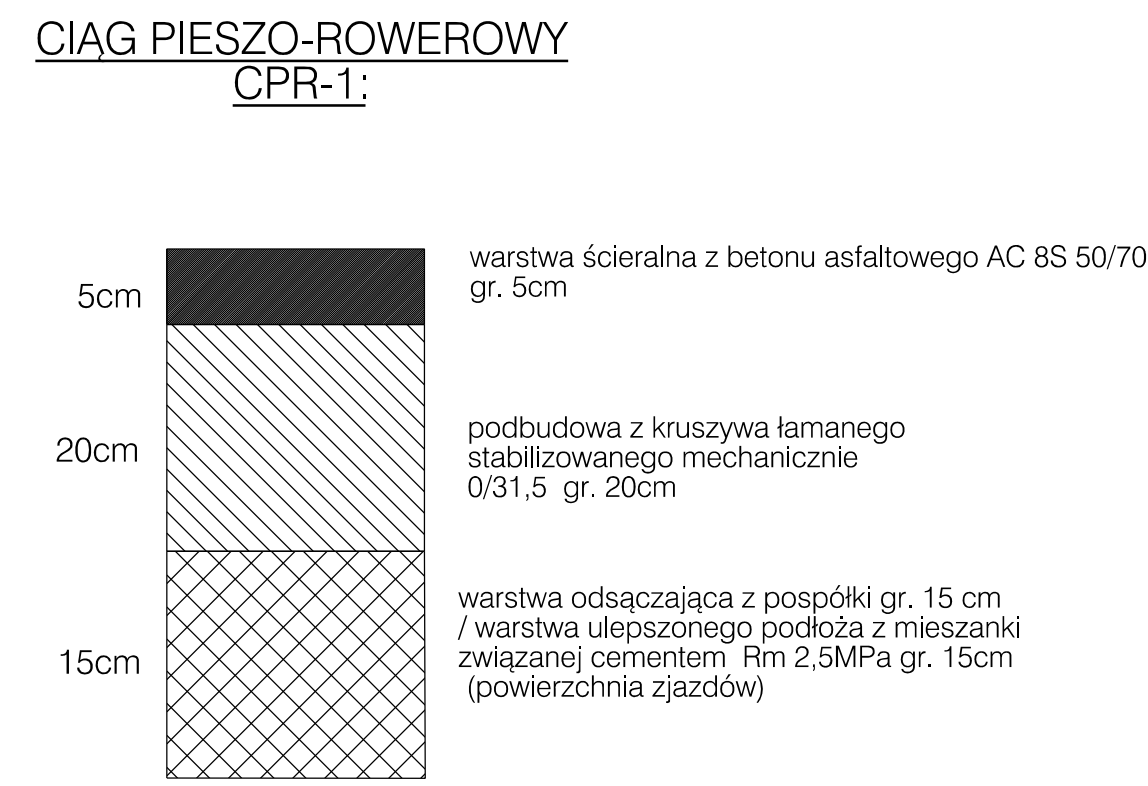 CIĄG PIESZO-ROWEROWY
CPR-1:
5cm
warstwa ścieralna z betonu asfaltowego AC 8S 50/70
gr. 5cm
20cm
podbudowa z kruszywa łamanego
stabilizowanego mechanicznie
0/31,5 gr. 20cm
15cm
warstwa odsączająca z pospółki gr. 15 cm
/ warstwa ulepszonego podłoża z mieszanki
związanej cementem Rm 2,5MPa gr. 15cm
(powierzchnia zjazdów)